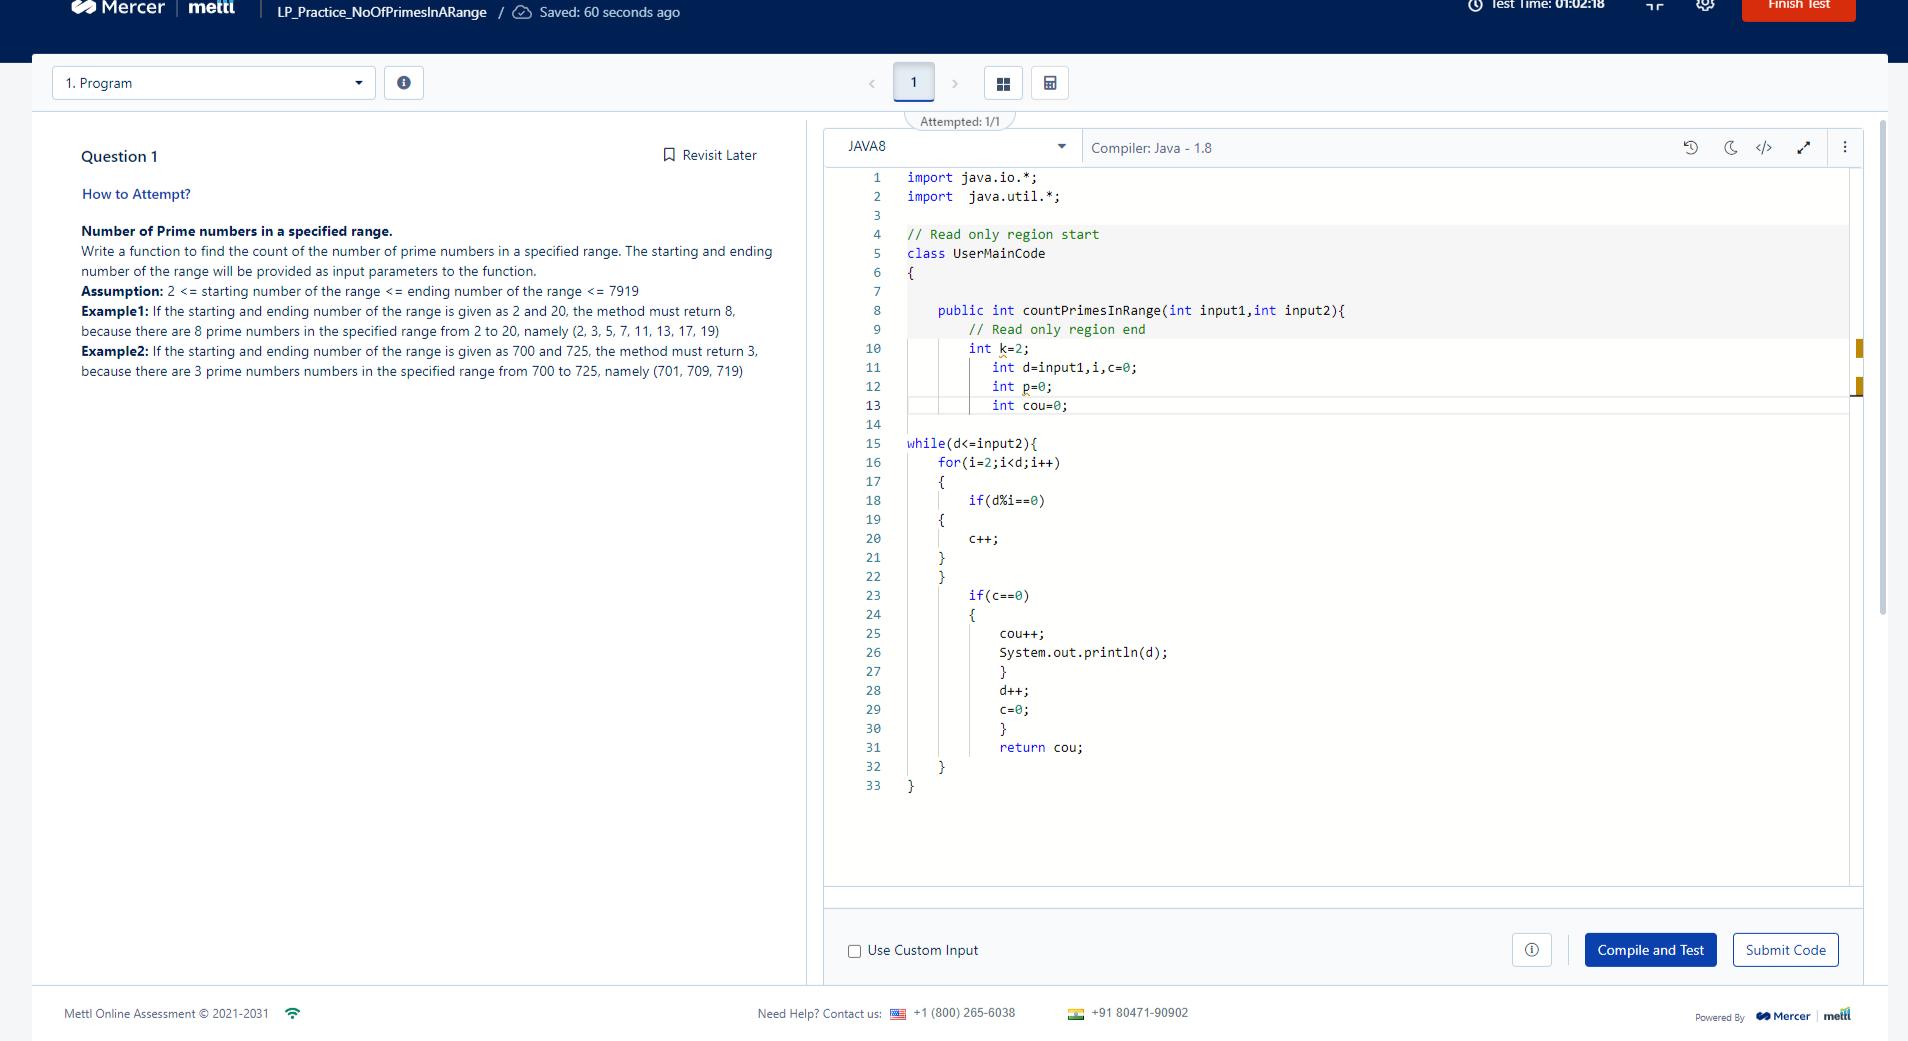 Mercer mettl LP_Practice_NoOfPrimesInARange / Saved: 60 seconds ago Test Time: 01:02:18 Finish Test
1. Program
1
Attempted: 1/1
Question 1
Revisit Later
How to Attempt?
Number of Prime numbers in a specified range.
Write a function to find the count of the number of prime numbers in a specified range. The starting and ending
number of the range will be provided as input parameters to the function.
Assumption: 2 <= starting number of the range <= ending number of the range <= 7919
Example1: If the starting and ending number of the range is given as 2 and 20, the method must return 8,
because there are 8 prime numbers in the specified range from 2 to 20, namely (2, 3, 5, 7, 11, 13, 17, 19)
Example2: If the starting and ending number of the range is given as 700 and 725, the method must return 3,
because there are 3 prime numbers numbers in the specified range from 700 to 725, namely (701, 709, 719)
JAVA8
Compiler: Java - 1.8
1 import java.io.*;
2 import  java.util.*;
3
4 // Read only region start
5 class UserMainCode
6 {
7
8     public int countPrimesInRange(int input1,int input2){
9         // Read only region end
10         int k=2;
11            int d=input1,i,c=0;
12            int p=0;
13            int cou=0;
14
15 while(d<=input2){
16     for(i=2;i<d;i++)
17     {
18         if(d%i==0)
19     {
20         c++;
21     }
22     }
23         if(c==0)
24         {
25             cou++;
26             System.out.println(d);
27             }
28             d++;
29             c=0;
30             }
31             return cou;
32     }
33 }
Use Custom Input
Compile and Test
Submit Code
Mettl Online Assessment © 2021-2031
Need Help? Contact us: +1 (800) 265-6038 +91 80471-90902
Powered By Mercer mettl